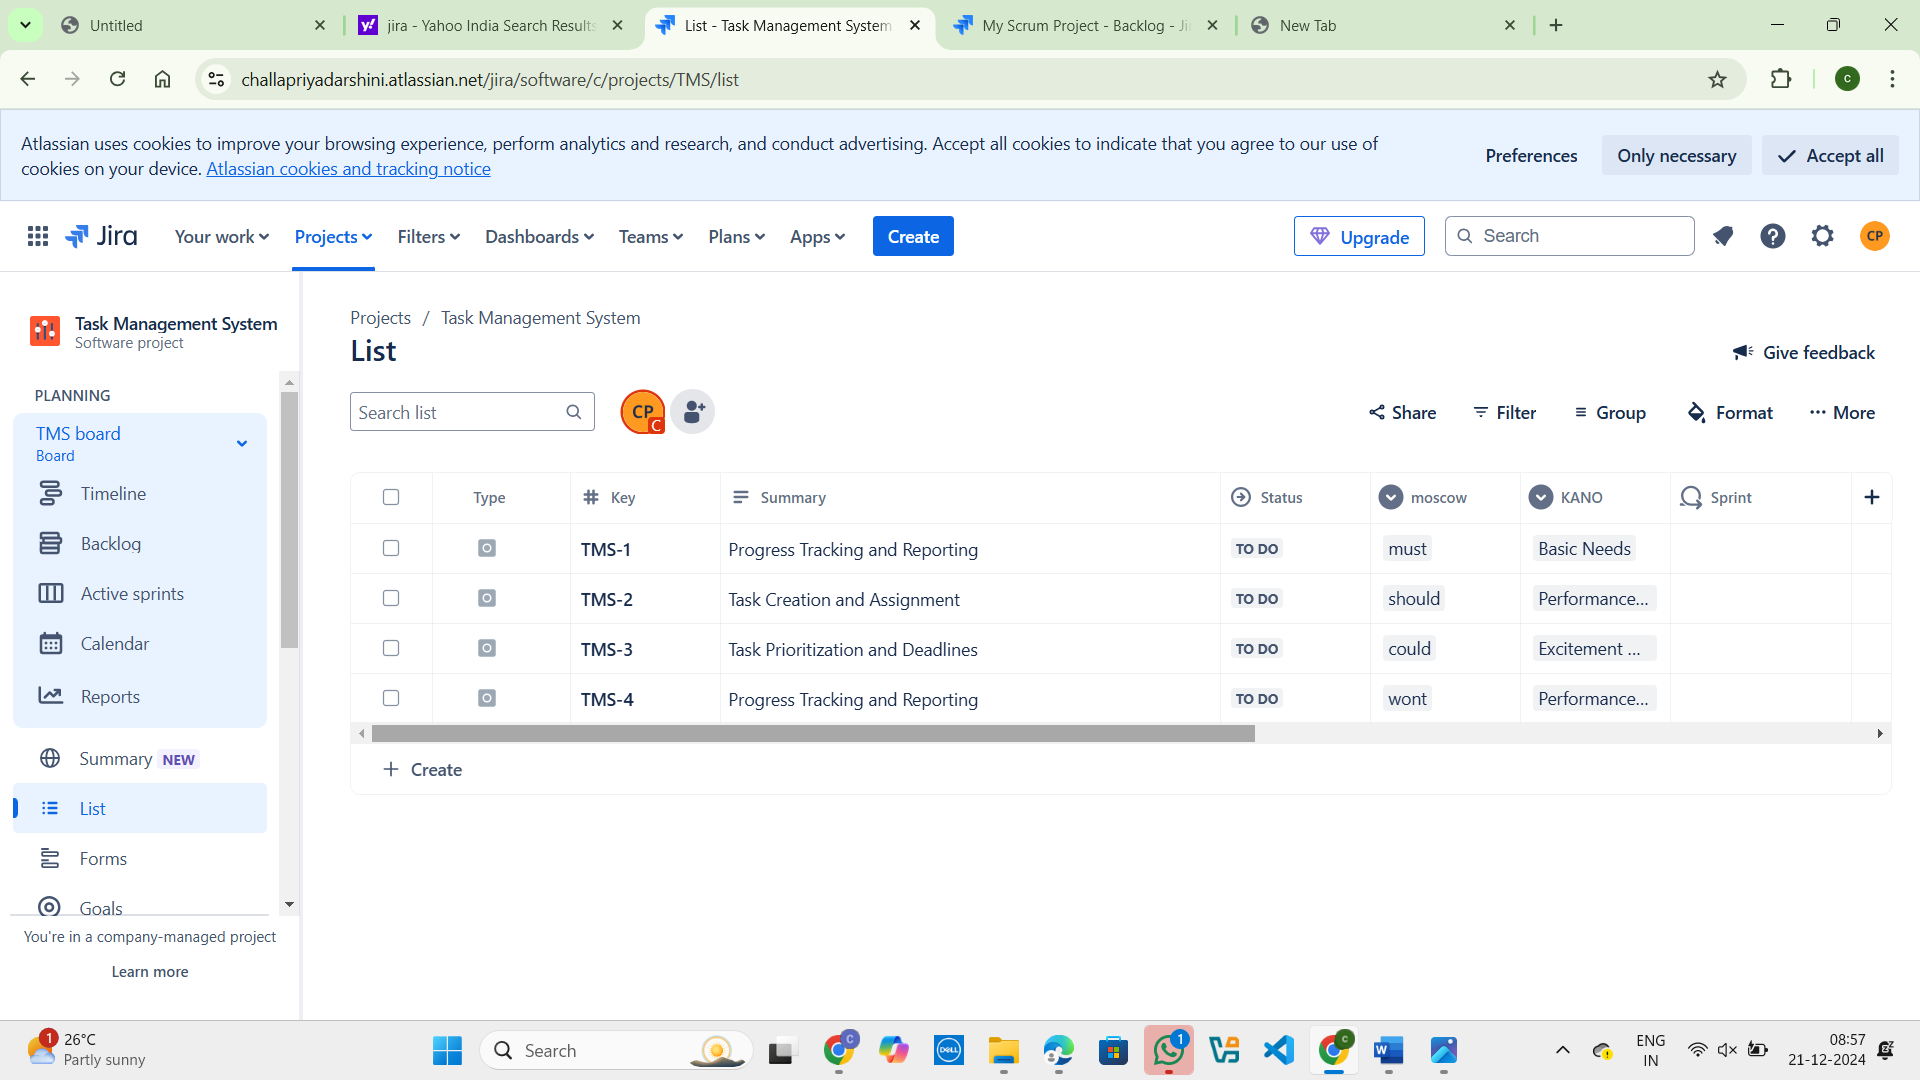 Untitled
jira - Yahoo India Search Results
List - Task Management System
My Scrum Project - Backlog - Ji
New Tab
challapriyadarshini.atlassian.net/jira/software/c/projects/TMS/list
C
Atlassian uses cookies to improve your browsing experience, perform analytics and research, and conduct advertising. Accept all cookies to indicate that you agree to our use of
cookies on your device. Atlassian cookies and tracking notice
Preferences
Only necessary
Accept all
Jira
Your work
Projects
Filters
Dashboards
Teams
Plans
Apps
Create
Upgrade
Search
CP
Task Management System
Software project
PLANNING
TMS board
Board
Timeline
Backlog
Active sprints
Calendar
Reports
Summary NEW
List
Forms
Goals
You're in a company-managed project
Learn more
Projects / Task Management System
List
Give feedback
Search list
CP
C
Share
Filter
Group
Format
More
Type Key Summary Status moscow KANO Sprint
TMS-1 Progress Tracking and Reporting TO DO must Basic Needs
TMS-2 Task Creation and Assignment TO DO should Performance...
TMS-3 Task Prioritization and Deadlines TO DO could Excitement ...
TMS-4 Progress Tracking and Reporting TO DO wont Performance...
+ Create
1
26°C
Partly sunny
Search
C
DELL
1
C
W
ENG
IN
08:57
21-12-2024